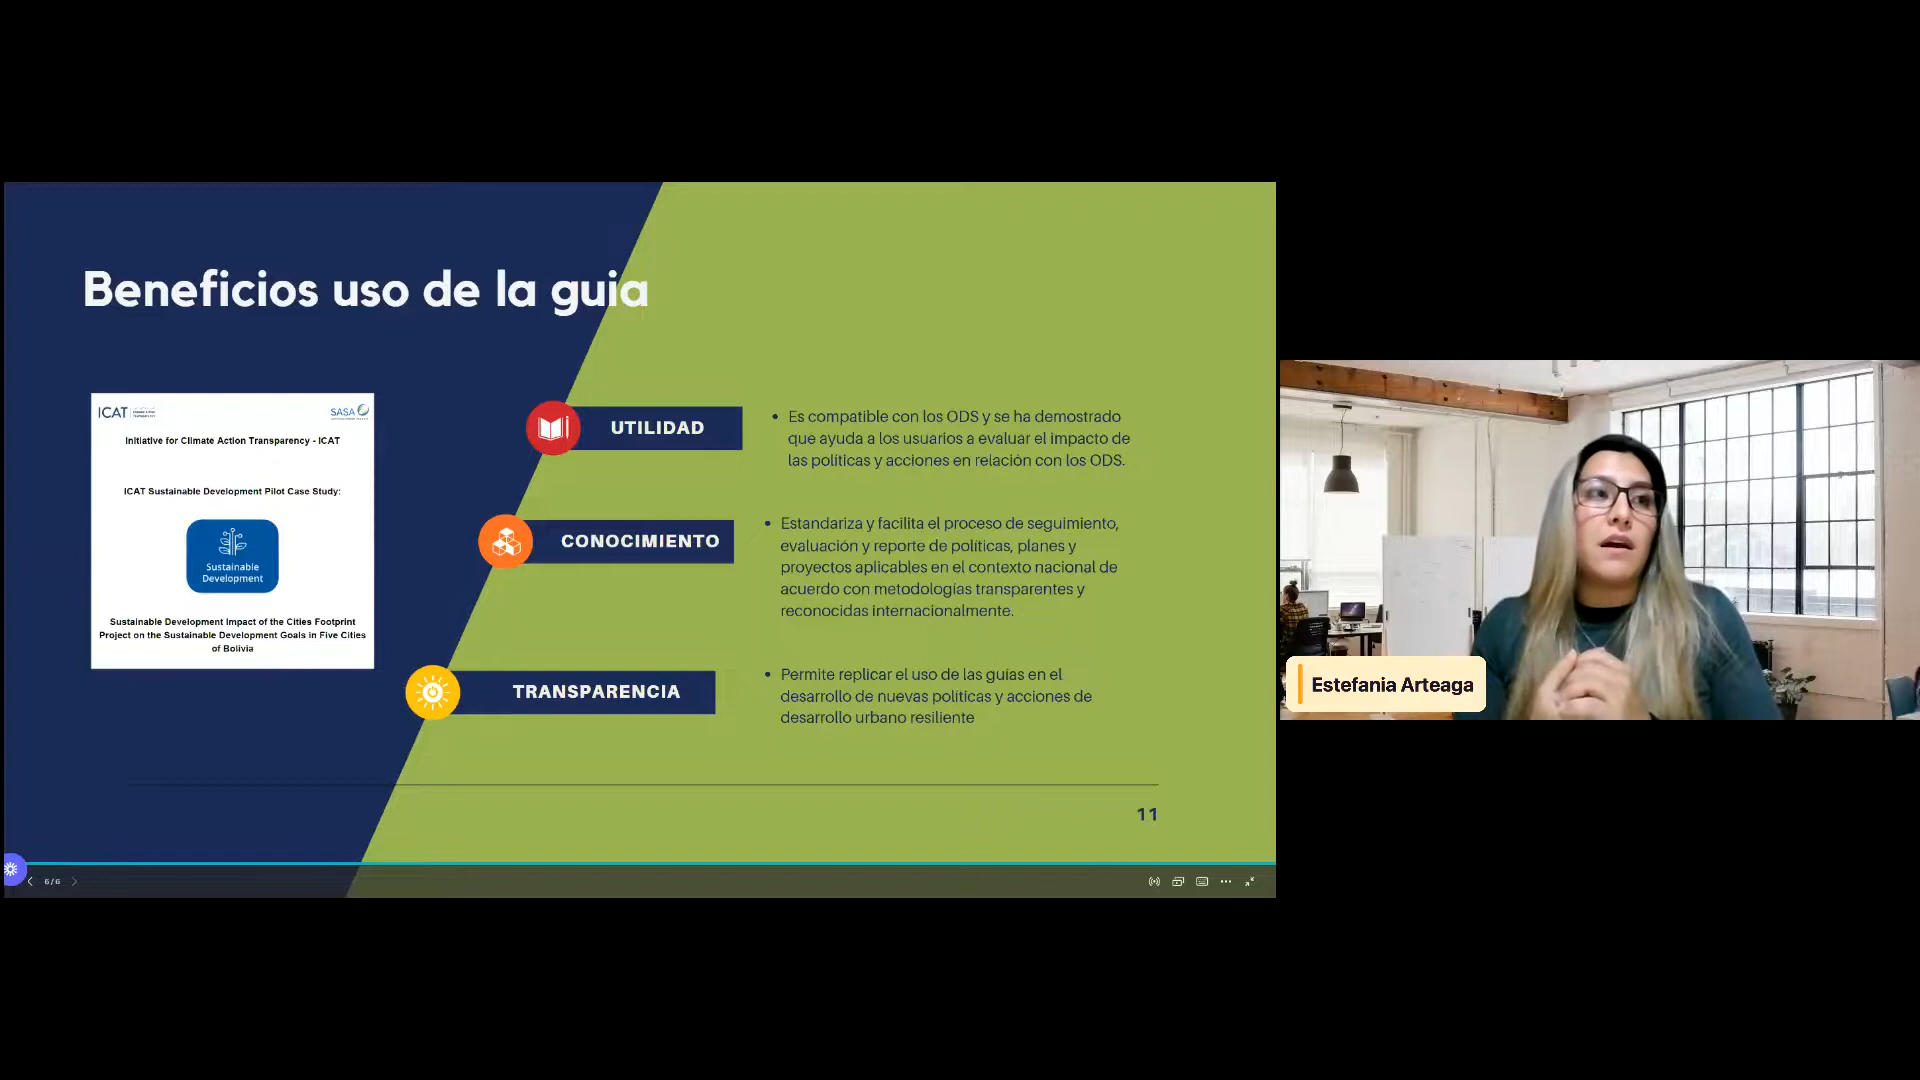 Beneficios uso de la guia
ICAT
SASA
Initiative for Climate Action Transparency - ICAT
ICAT Sustainable Development Pilot Case Study:
Sustainable
Development
Sustainable Development Impact of the Cities Footprint
Project on the Sustainable Development Goals in Five Cities
of Bolivia
UTILIDAD
• Es compatible con los ODS y se ha demostrado
que ayuda a los usuarios a evaluar el impacto de
las políticas y acciones en relación con los ODS.
CONOCIMIENTO
• Estandariza y facilita el proceso de seguimiento,
evaluación y reporte de políticas, planes y
proyectos aplicables en el contexto nacional de
acuerdo con metodologías transparentes y
reconocidas internacionalmente.
TRANSPARENCIA
• Permite replicar el uso de las guías en el
desarrollo de nuevas políticas y acciones de
desarrollo urbano resiliente
11
6/6
Estefania Arteaga